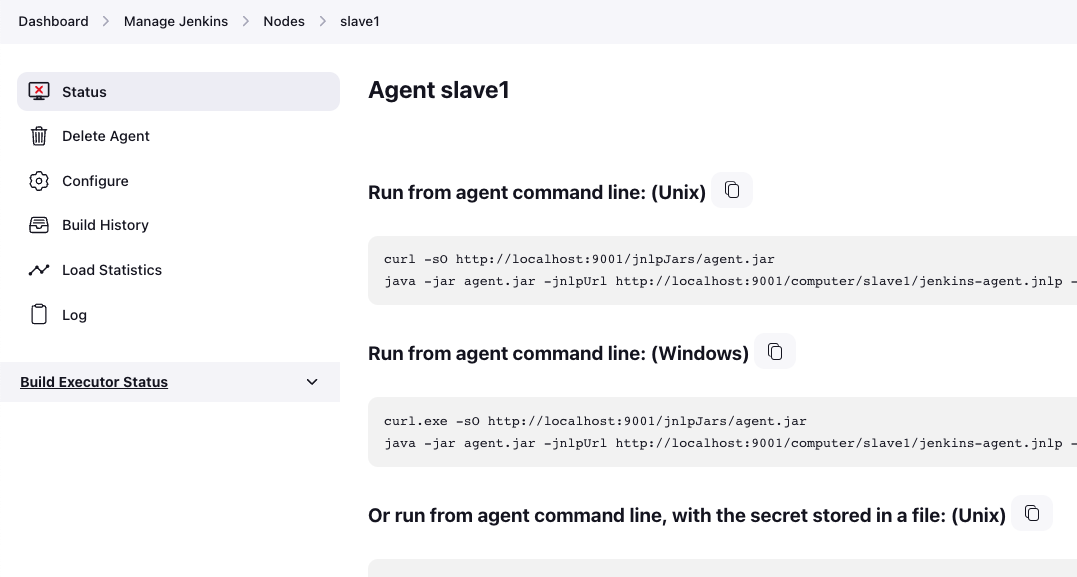 Dashboard > Manage Jenkins > Nodes > slave1
Status
Delete Agent
Configure
Build History
Load Statistics
Log
Build Executor Status
Agent slave1
Run from agent command line: (Unix)
curl -sO http://localhost:9001/jnlpJars/agent.jar
java -jar agent.jar -jnlpUrl http://localhost:9001/computer/slave1/jenkins-agent.jnlp -
Run from agent command line: (Windows)
curl.exe -sO http://localhost:9001/jnlpJars/agent.jar
java -jar agent.jar -jnlpUrl http://localhost:9001/computer/slave1/jenkins-agent.jnlp -
Or run from agent command line, with the secret stored in a file: (Unix)